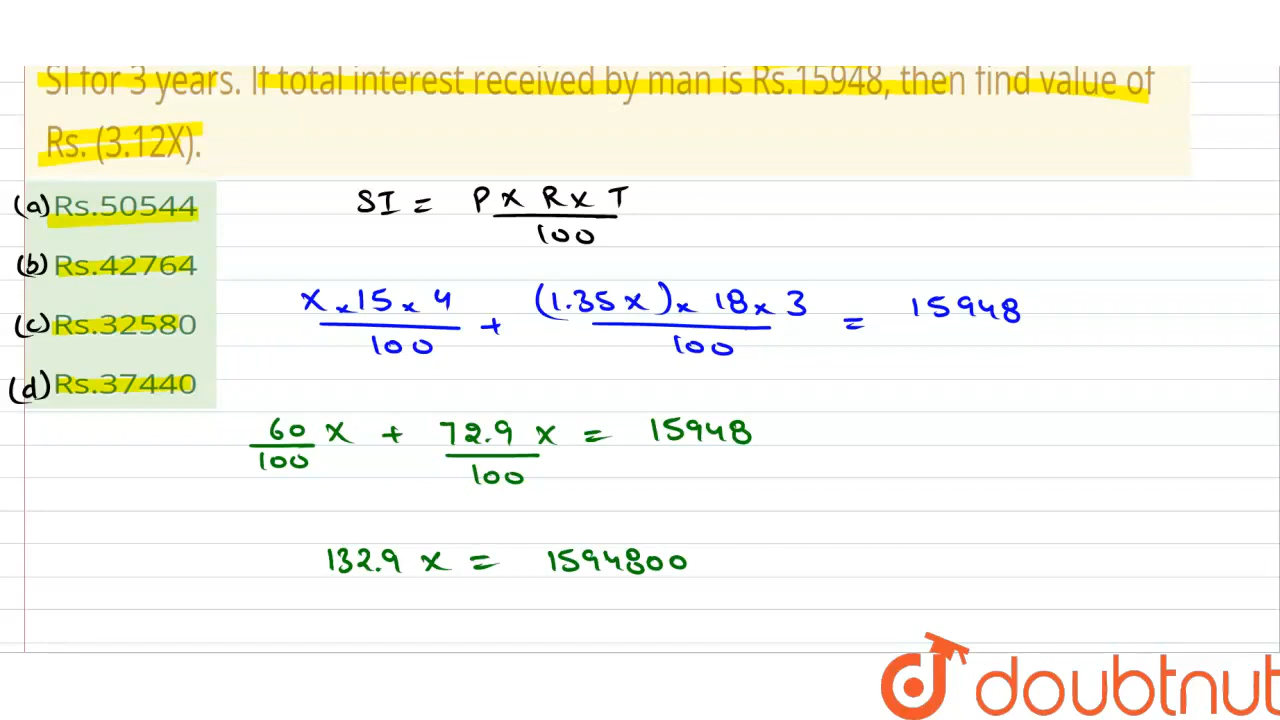 SI for 3 years. If total interest received by man is Rs.15948, then find value of
Rs. (3.12X).
(a) Rs.50544
(b) Rs.42764
(c) Rs.32580
(d) Rs.37440
SI = P x R x T / 100
x × 15 × 4 / 100 + (1.35x) × 18 × 3 / 100 = 15948
60/100 x + 72.9/100 x = 15948
132.9 x = 1594800
doubtnut